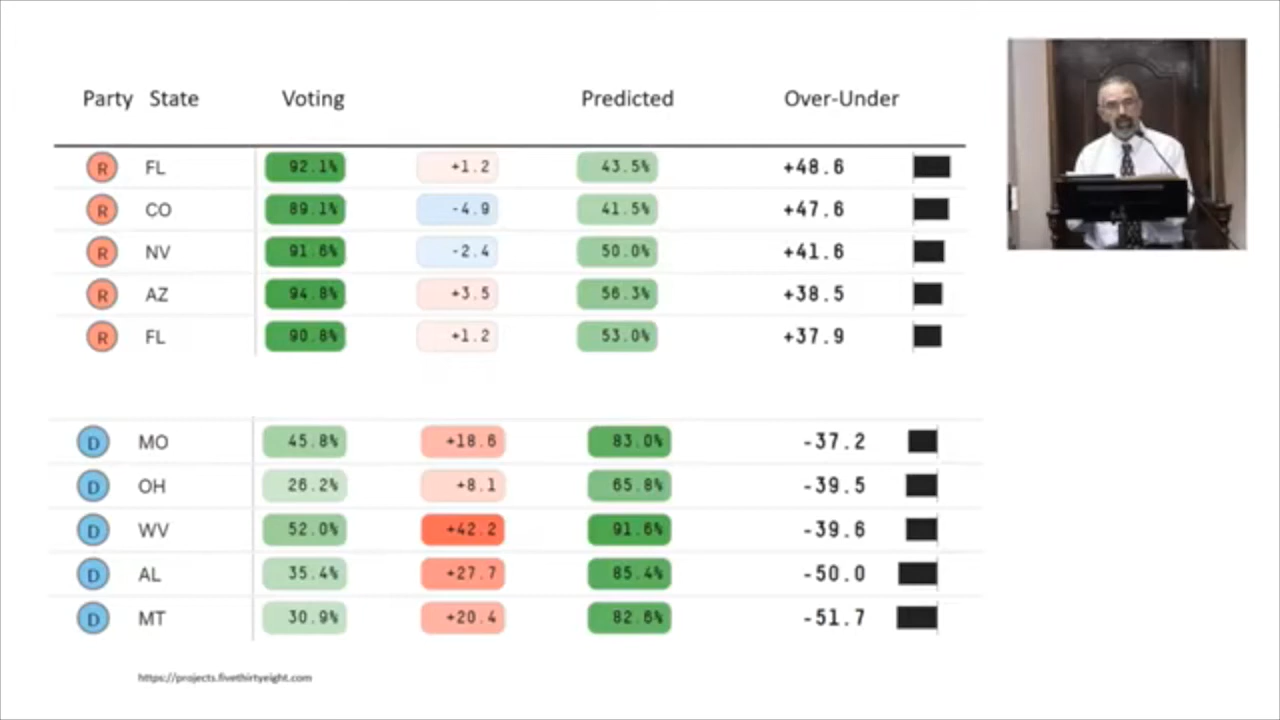 Party State Voting Predicted Over-Under
R FL 92.1% +1.2 43.5% +48.6
R CO 89.1% -4.9 41.5% +47.6
R NV 91.6% -2.4 50.0% +41.6
R AZ 94.8% +3.5 56.3% +38.5
R FL 90.8% +1.2 53.0% +37.9
D MO 45.8% +18.6 83.0% -37.2
D OH 26.2% +8.1 65.8% -39.5
D WV 52.0% +42.2 91.6% -39.6
D AL 35.4% +27.7 85.4% -50.0
D MT 30.9% +20.4 82.6% -51.7
https://projects.fivethirtyeight.com